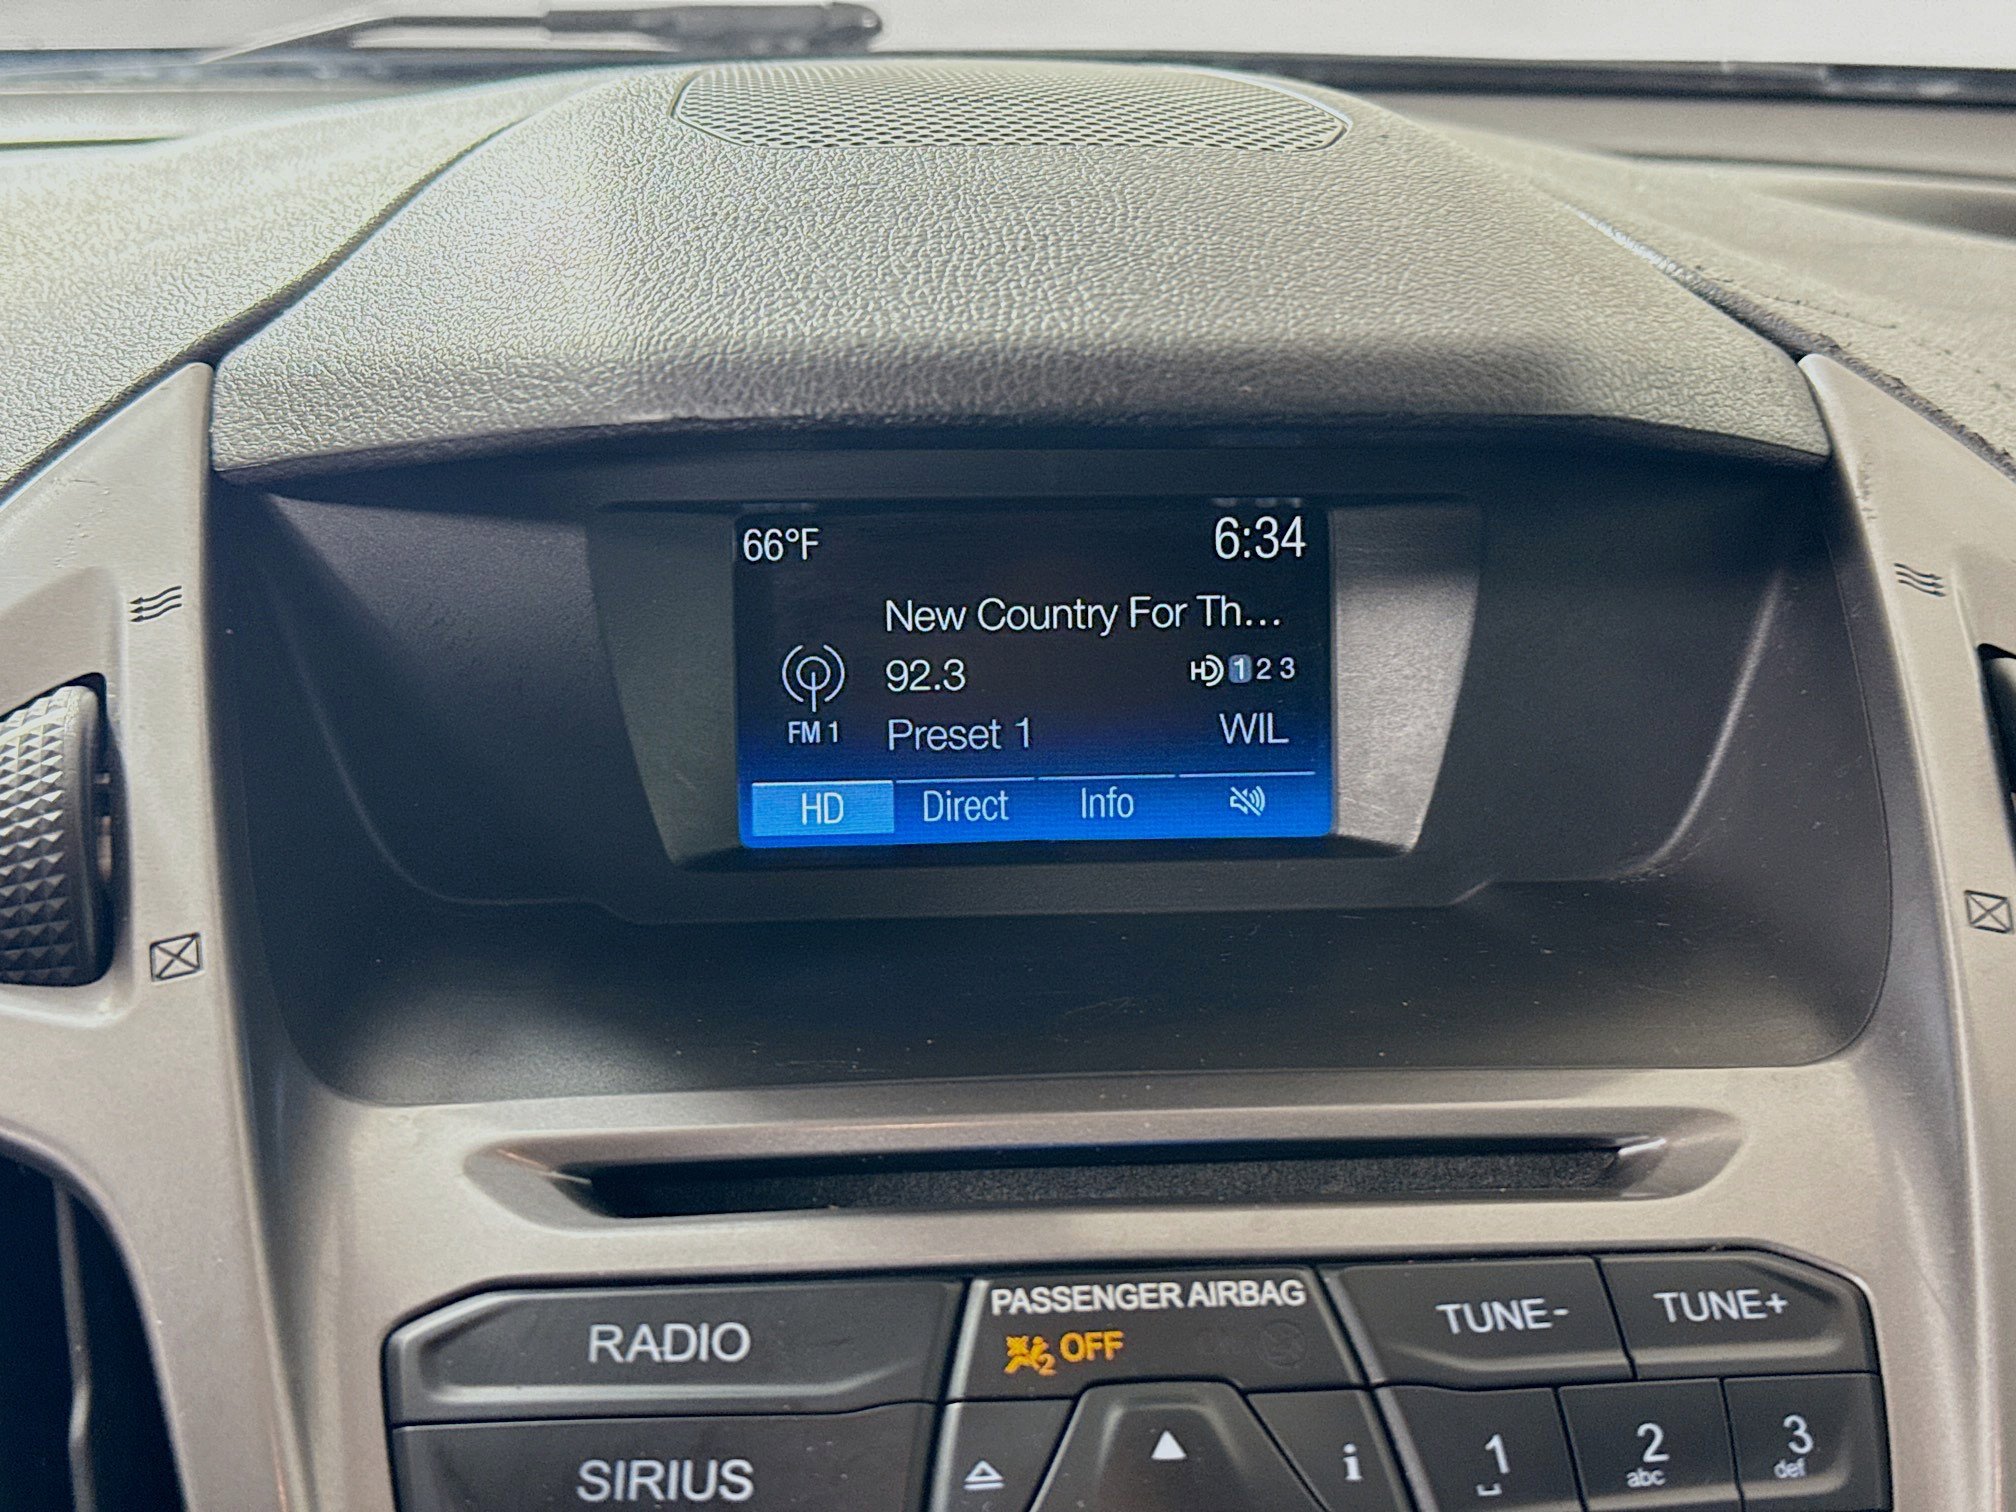 66°F 6:34
New Country For Th...
92.3 HD 1 2 3
FM 1 Preset 1 WIL
HD Direct Info
RADIO
PASSENGER AIRBAG
2 OFF
TUNE- TUNE+
SIRIUS
i
1 2 abc 3 def